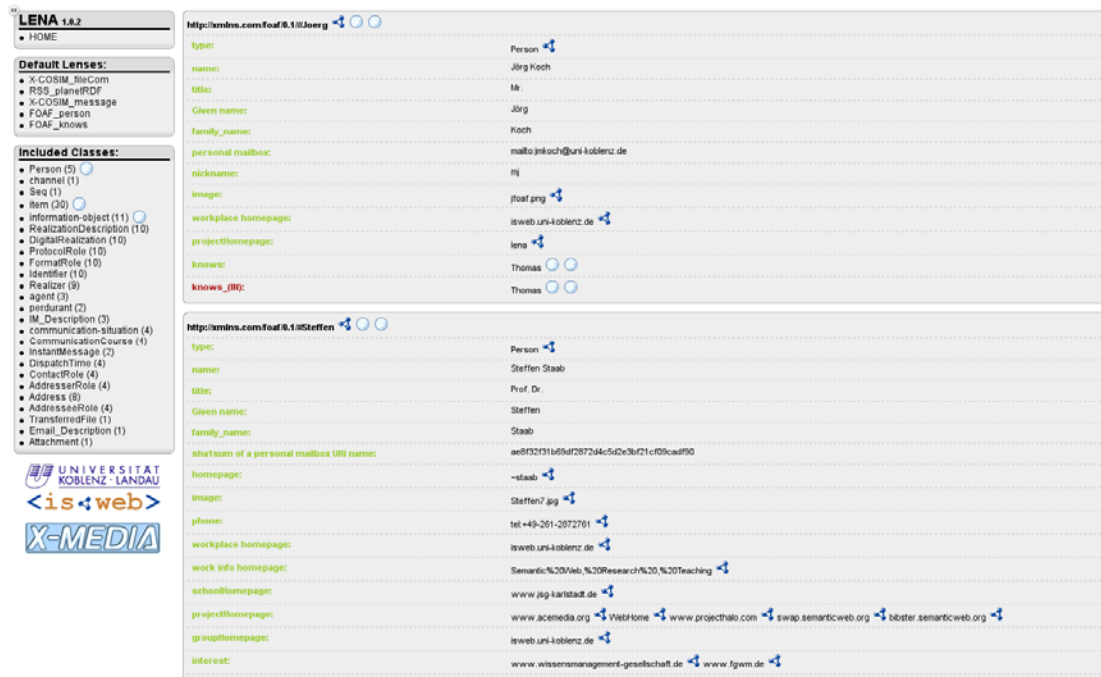 LENA 1.0.2
HOME
Default Lenses:
X-COSIM_fileCom
RSS_planetRDF
X-COSIM_message
FOAF_person
FOAF_knows
Included Classes:
Person (5)
channel (1)
Seq (1)
item (30)
information-object (11)
RealizationDescription (10)
DigitalRealization (10)
ProtocolRole (10)
FormatRole (10)
Identifier (10)
Realizer (9)
agent (3)
perdurant (2)
IM_Description (3)
communication-situation (4)
CommunicationCourse (4)
InstantMessage (2)
DispatchTime (4)
ContactRole (4)
AddresserRole (4)
Address (8)
AddresseeRole (4)
TransferredFile (1)
Email_Description (1)
Attachment (1)
UNIVERSITÄT
KOBLENZ · LANDAU
<is web>
X-MEDIA
http://xmlns.com/foaf/0.1/#Joerg
type: Person
name: Jörg Koch
title: Mr.
Given name: Jörg
family_name: Koch
personal mailbox: mailto:jmkoch@uni-koblenz.de
nickname: mj
image: jfoaf.png
workplace homepage: isweb.uni-koblenz.de
projectHomepage: lena
knows: Thomas
knows_(IN): Thomas
http://xmlns.com/foaf/0.1/#Steffen
type: Person
name: Steffen Staab
title: Prof. Dr.
Given name: Steffen
family_name: Staab
sha1sum of a personal mailbox URI name: ae8f32f31b69df2872d4c5d2e3bf21cf09cadf90
homepage: ~staab
image: Steffen7.jpg
phone: tel:+49-261-2872761
workplace homepage: isweb.uni-koblenz.de
work info homepage: Semantic%20Web,%20Research%20,%20Teaching
schoolHomepage: www.jsg-karlstadt.de
projectHomepage: www.acemedia.org WebHome www.projecthalo.com swap.semanticweb.org bibster.semanticweb.org
groupHomepage: isweb.uni-koblenz.de
interest: www.wissensmanagement-gesellschaft.de www.fgwm.de